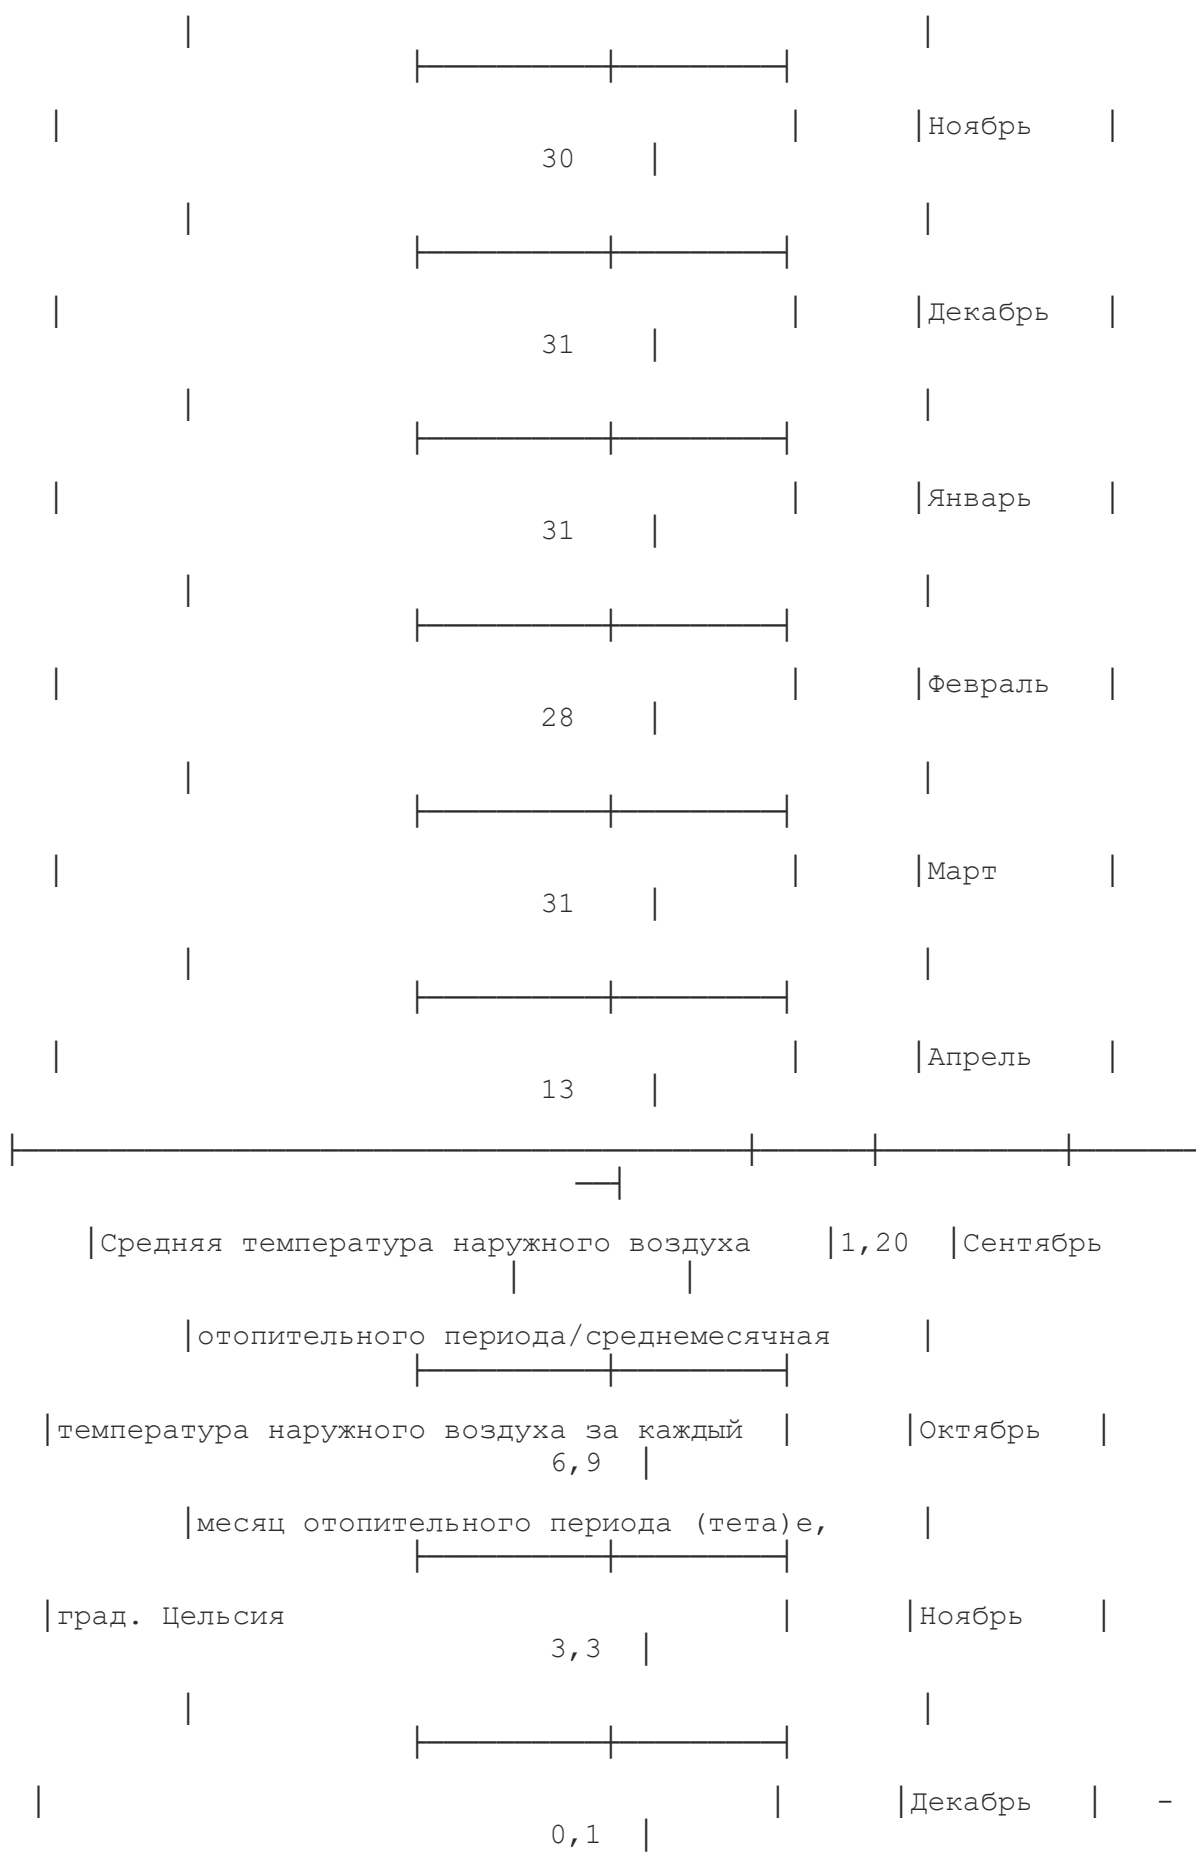 Ноябрь
30
Декабрь
31
Январь
31
Февраль
28
Март
31
Апрель
13
Средняя температура наружного воздуха 1,20 Сентябрь
отопительного периода/среднемесячная
температура наружного воздуха за каждый Октябрь
6,9
месяц отопительного периода (тета)е,
град. Цельсия Ноябрь
3,3
Декабрь -
0,1